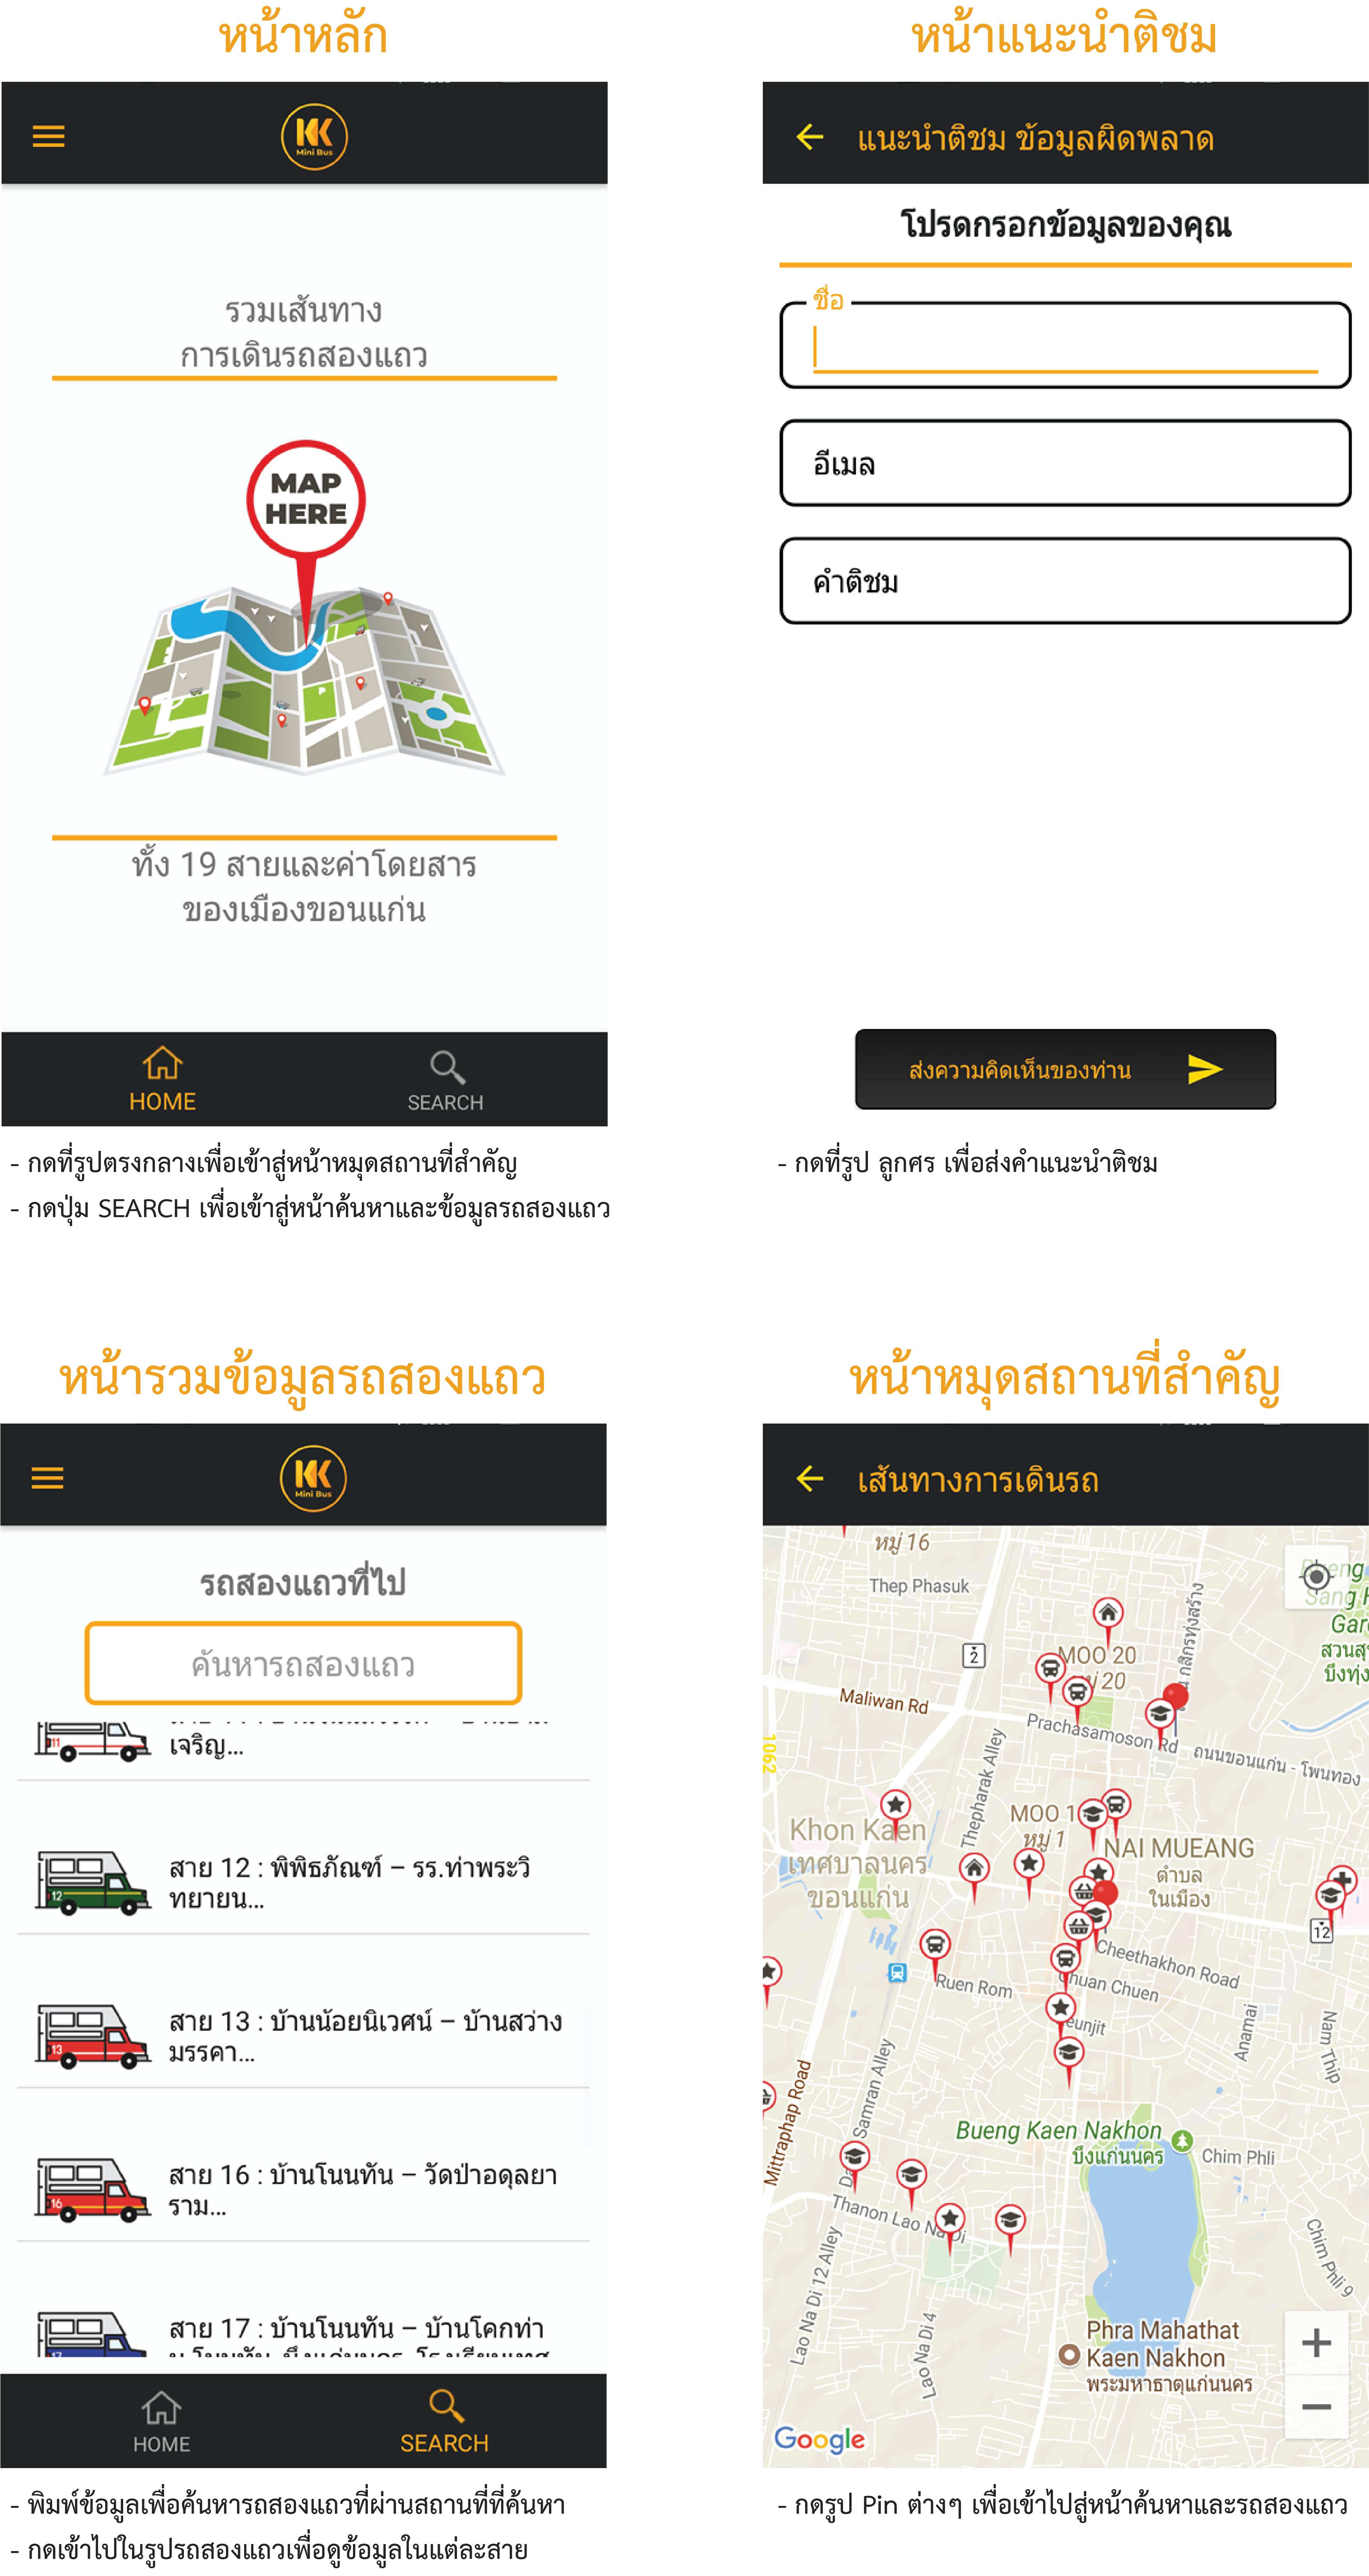 หน้าหลัก
KK
Mini Bus
รวมเส้นทาง
การเดินรถสองแถว
MAP
HERE
ทั้ง 19 สายและค่าโดยสาร
ของเมืองขอนแก่น
HOME
SEARCH
- กดที่รูปตรงกลางเพื่อเข้าสู่หน้าหมุดสถานที่สำคัญ
- กดปุ่ม SEARCH เพื่อเข้าสู่หน้าค้นหาและข้อมูลรถสองแถว
หน้าแนะนำติชม
แนะนำติชม ข้อมูลผิดพลาด
โปรดกรอกข้อมูลของคุณ
ชื่อ
อีเมล
คำติชม
ส่งความคิดเห็นของท่าน
- กดที่รูป ลูกศร เพื่อส่งคำแนะนำติชม
หน้ารวมข้อมูลรถสองแถว
KK
Mini Bus
รถสองแถวที่ไป
ค้นหารถสองแถว
11
เจริญ...
12
สาย 12 : พิพิธภัณฑ์ – รร.ท่าพระวิ
ทยายน...
13
สาย 13 : บ้านน้อยนิเวศน์ – บ้านสว่าง
มรรคา...
16
สาย 16 : บ้านโนนทัน – วัดป่าอดุลยา
ราม...
สาย 17 : บ้านโนนทัน – บ้านโคกท่า
HOME
SEARCH
- พิมพ์ข้อมูลเพื่อค้นหารถสองแถวที่ผ่านสถานที่ที่ค้นหา
- กดเข้าไปในรูปรถสองแถวเพื่อดูข้อมูลในแต่ละสาย
หน้าหมุดสถานที่สำคัญ
เส้นทางการเดินรถ
หมู่ 16
Thep Phasuk
Gar
สวนสุ
บึงทุ่ง
2
MOO 20
20
กสิกรทุ่งสร้าง
Maliwan Rd
Prachasamoson Rd
ถนนขอนแก่น - โพนทอง
1062
Thepharak Alley
MOO 1
หมู่ 1
Khon Kaen
เทศบาลนคร
ขอนแก่น
NAI MUEANG
ตำบล
ในเมือง
12
Cheethakhon Road
Ruen Rom
Chuan Chuen
eunjit
Anamai
Nam Thip
Samran Alley
Mittraphap Road
Bueng Kaen Nakhon
บึงแก่นนคร
Chim Phli
Thanon Lao Na Di
Lao Na Di 12 Alley
Lao Na Di 4
Chim Phli 9
Phra Mahathat
Kaen Nakhon
พระมหาธาตุแก่นนคร
Google
- กดรูป Pin ต่างๆ เพื่อเข้าไปสู่หน้าค้นหาและรถสองแถว